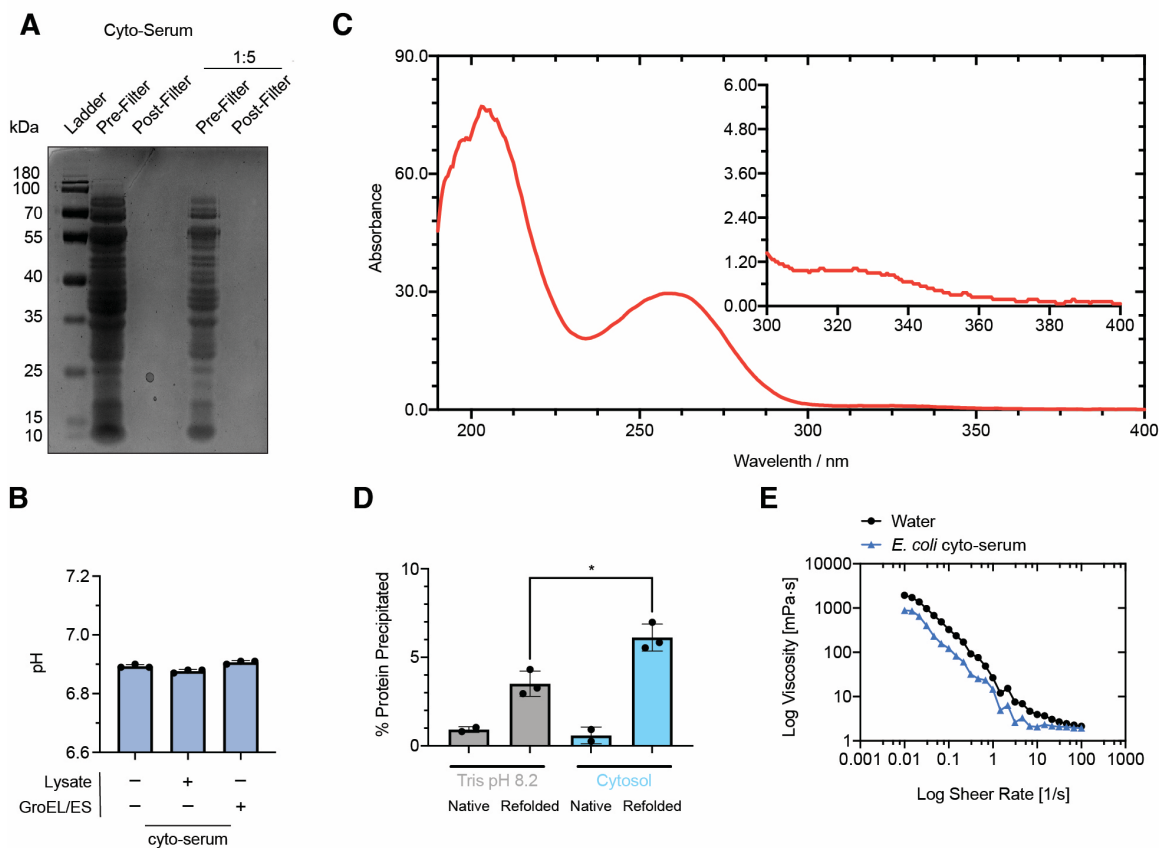 A
Cyto-Serum
1:5
kDa
Ladder
Pre-Filter
Post-Filter
Pre-Filter
Post-Filter
180
100
70
55
40
35
25
15
10
C
90.0
60.0
30.0
0.0
Absorbance
200
250
300
350
400
Wavelenth / nm
6.00
4.80
3.60
2.40
1.20
0.00
300
320
340
360
380
400
B
7.2
7.0
6.8
6.6
pH
Lysate − + −
GroEL/ES − − +
cyto-serum
D
10
5
0
% Protein Precipitated
*
Tris pH 8.2
Cytosol
Native Refolded Native Refolded
E
Water
E. coli cyto-serum
10000
1000
100
10
1
Log Viscosity [mPa·s]
0.001 0.01 0.1 1 10 100 1000
Log Sheer Rate [1/s]